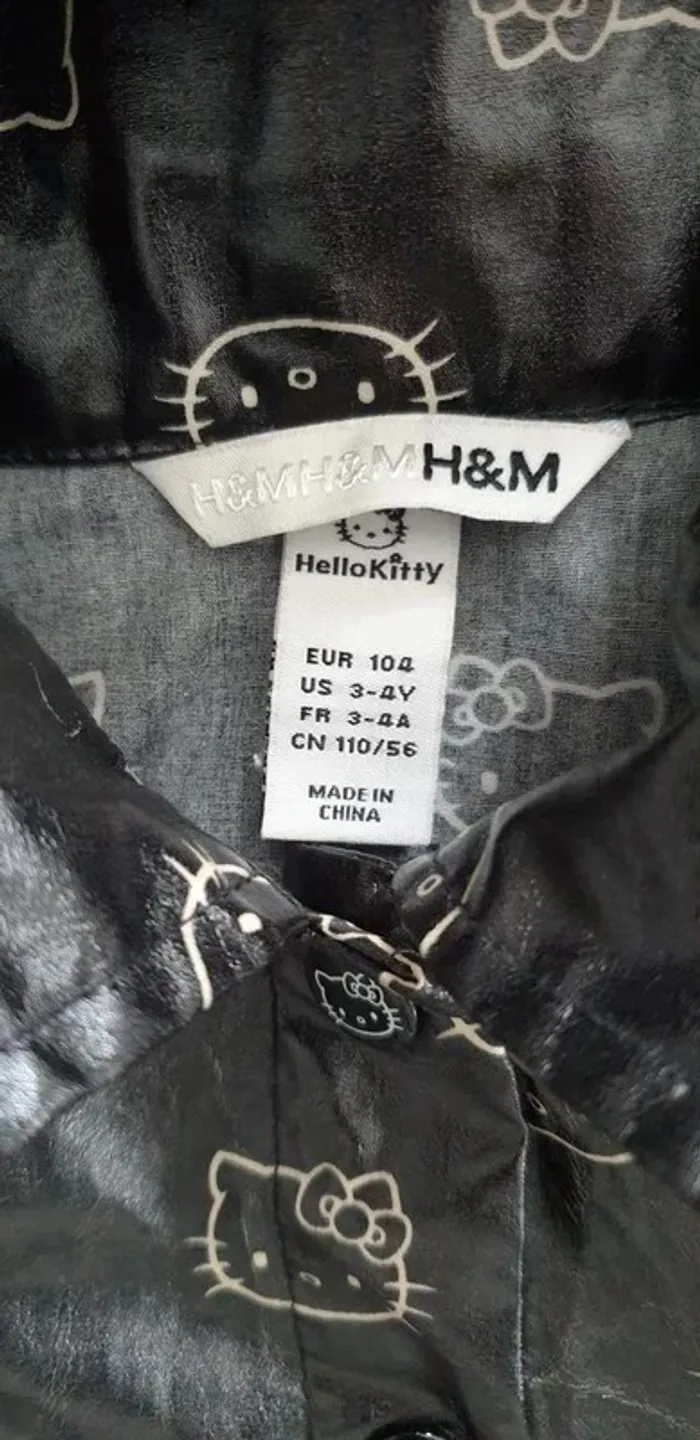 H&MH&MH&M
HelloKitty
EUR 104
US 3-4Y
FR 3-4A
CN 110/56
MADE IN
CHINA